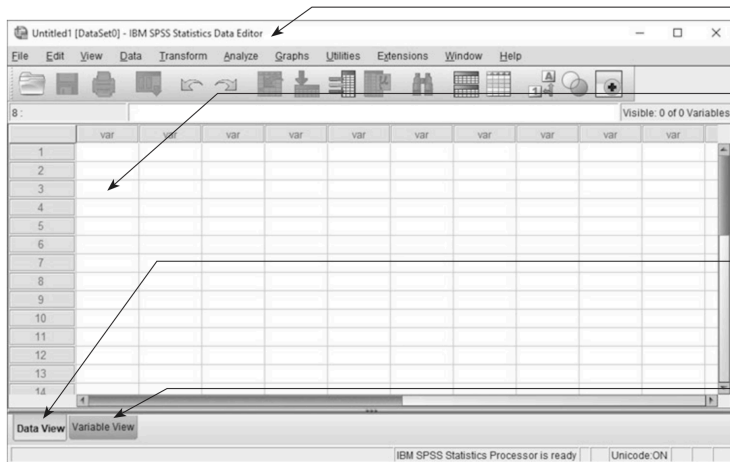 Untitled1 [DataSet0] - IBM SPSS Statistics Data Editor
File Edit View Data Transform Analyze Graphs Utilities Extensions Window Help
8 : Visible: 0 of 0 Variables
var var var var var var var var var var
1
2
3
4
5
6
7
8
9
10
11
12
13
14
Data View Variable View
IBM SPSS Statistics Processor is ready Unicode:ON